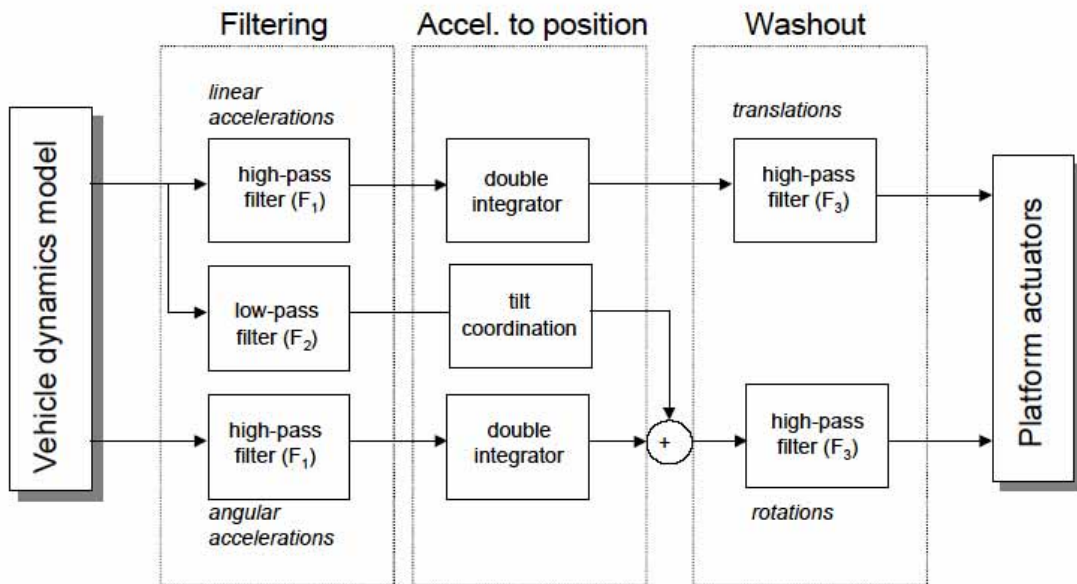 Filtering
Accel. to position
Washout
Vehicle dynamics model
linear
accelerations
high-pass
filter (F₁)
double
integrator
translations
high-pass
filter (F₃)
low-pass
filter (F₂)
tilt
coordination
high-pass
filter (F₁)
double
integrator
+
high-pass
filter (F₃)
angular
accelerations
rotations
Platform actuators